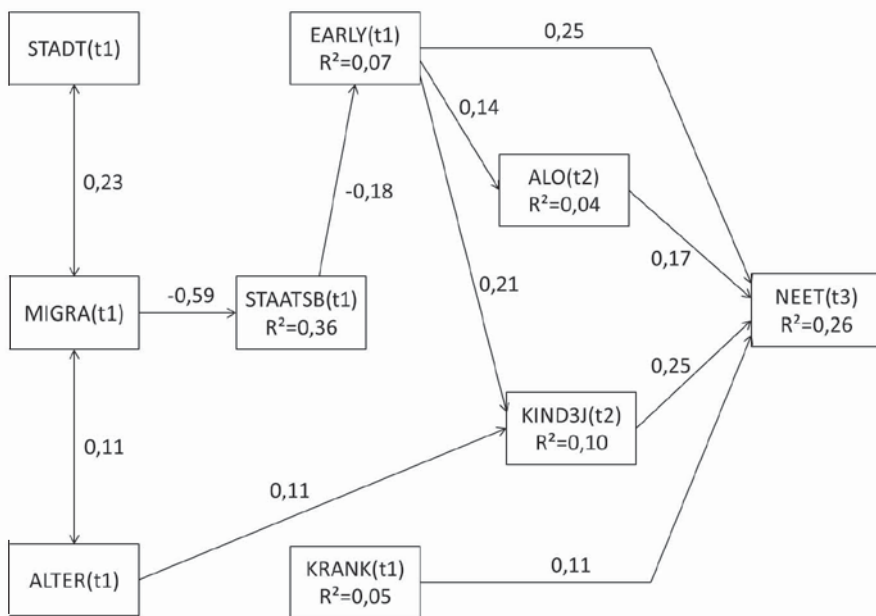 STADT(t1)
EARLY(t1)
R²=0,07
0,25
0,14
ALO(t2)
R²=0,04
0,23
-0,18
0,17
MIGRA(t1)
-0,59
STAATSB(t1)
R²=0,36
0,21
NEET(t3)
R²=0,26
0,25
KIND3J(t2)
R²=0,10
0,11
0,11
ALTER(t1)
KRANK(t1)
R²=0,05
0,11